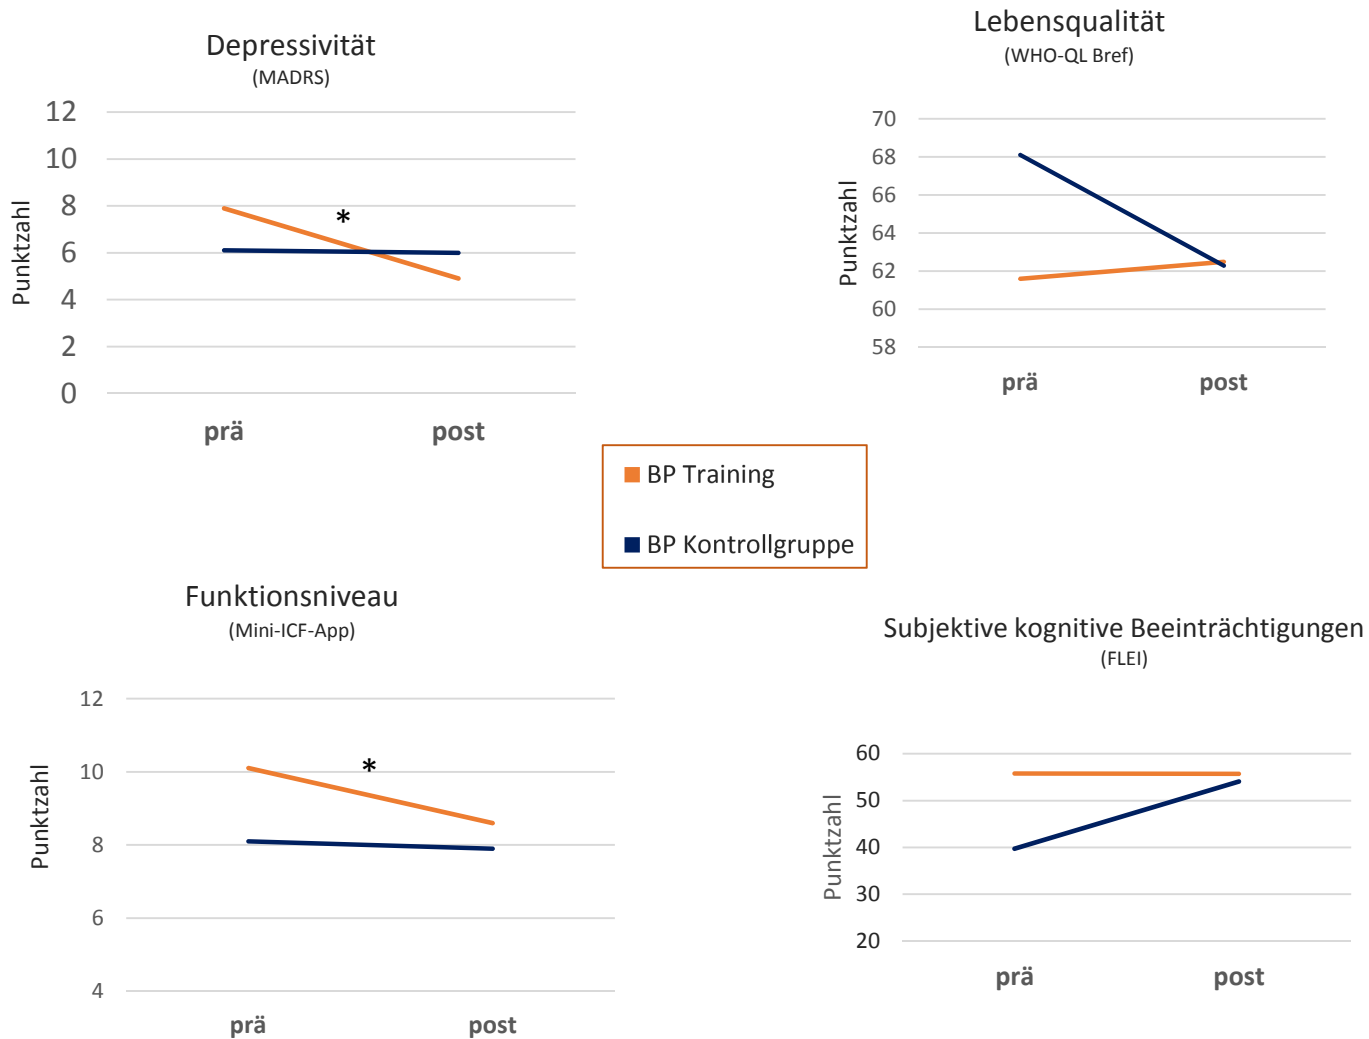 Depressivität
(MADRS)
12
10
8
6
4
2
0
Punktzahl
*
prä
post
Lebensqualität
(WHO-QL Bref)
70
68
66
64
62
60
58
Punktzahl
prä
post
BP Training
BP Kontrollgruppe
Funktionsniveau
(Mini-ICF-App)
12
10
8
6
4
Punktzahl
*
prä
post
Subjektive kognitive Beeinträchtigungen
(FLEI)
60
50
40
30
20
Punktzahl
prä
post